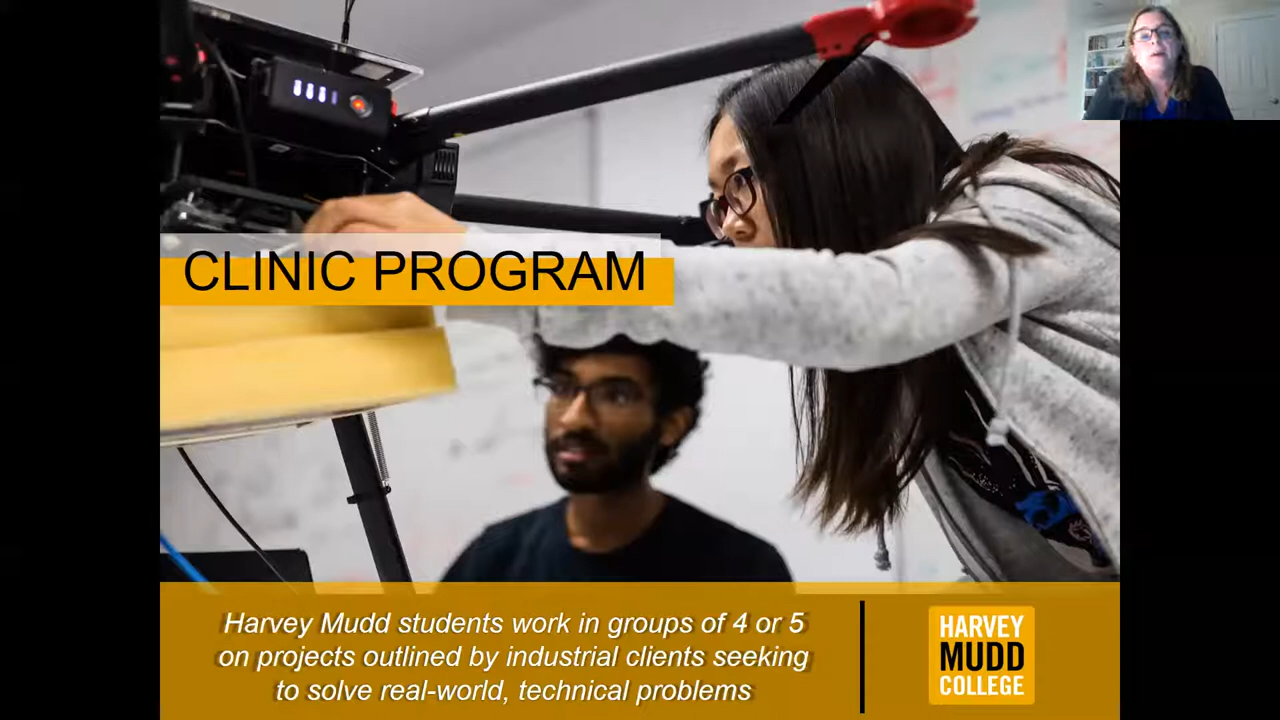 CLINIC PROGRAM
Harvey Mudd students work in groups of 4 or 5
on projects outlined by industrial clients seeking
to solve real-world, technical problems
HARVEY
MUDD
COLLEGE